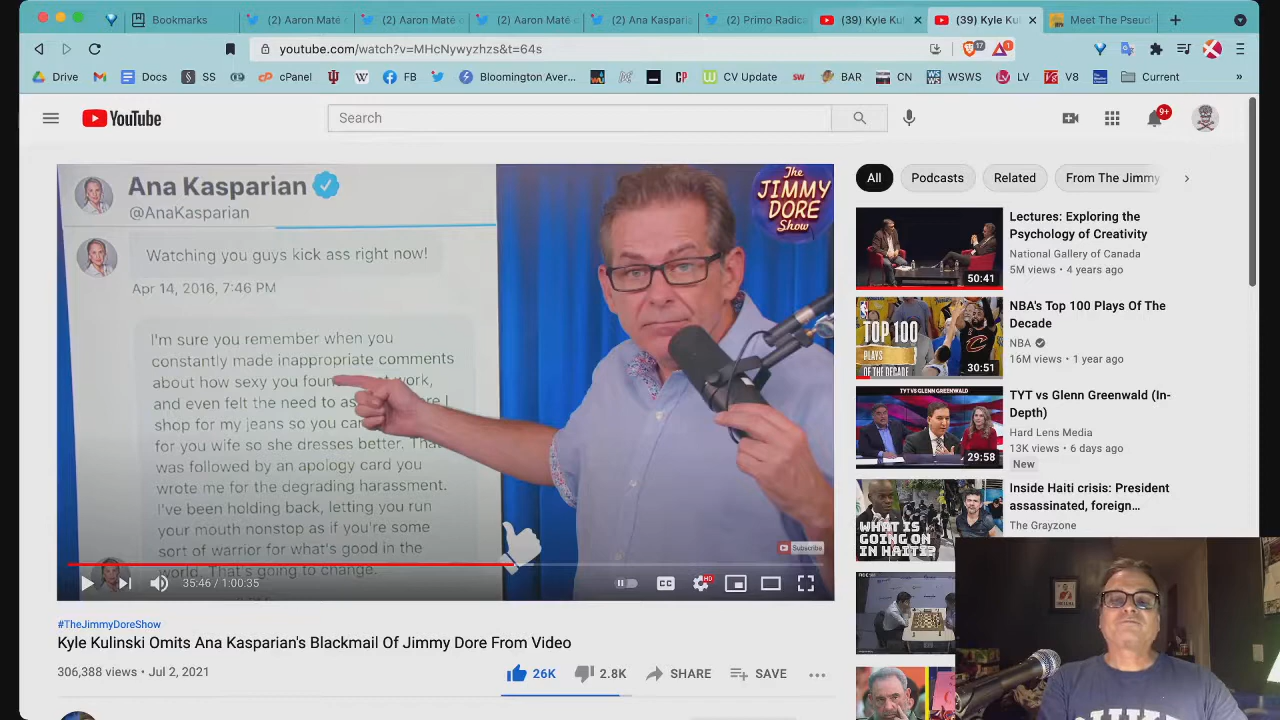 Bookmarks
(2) Aaron Maté
(2) Aaron Maté
(2) Aaron Maté
(2) Ana Kasparia
(2) Primo Radica
(39) Kyle Ku
(39) Kyle Kul
Meet The Pseud
youtube.com/watch?v=MHcNywyzhzs&t=64s
17
1
Drive
Docs
SS
cPanel
FB
Bloomington Aver...
CV Update
BAR
CN
WSWS
LV
V8
Current
»
YouTube
Search
9+
Ana Kasparian
@AnaKasparian
Watching you guys kick ass right now!
Apr 14, 2016, 7:46 PM
I'm sure you remember when you
constantly made inappropriate comments
about how sexy you work,
and even felt the need to as I
shop for my jeans so you ca
for you wife so she dresses better.
was followed by an apology card you
wrote me for the degrading harassment.
I've been holding back, letting you run
your mouth nonstop as if you're some
sort of warrior for what's good in the
that's going to change.
The
JIMMY
DORE
Show
Subscribe
35:46 / 1:00:35
CC
HD
#TheJimmyDoreShow
Kyle Kulinski Omits Ana Kasparian's Blackmail Of Jimmy Dore From Video
306,388 views • Jul 2, 2021
26K
2.8K
SHARE
SAVE
All
Podcasts
Related
From The Jimmy
50:41
Lectures: Exploring the
Psychology of Creativity
National Gallery of Canada
5M views • 4 years ago
TOP 100
PLAYS
OF THE DECADE
30:51
NBA's Top 100 Plays Of The
Decade
NBA
16M views • 1 year ago
TYT VS GLENN GREENWALD
29:58
TYT vs Glenn Greenwald (In-
Depth)
Hard Lens Media
13K views • 6 days ago
New
WHAT IS
GOING ON
IN HAITI?
Inside Haiti crisis: President
assassinated, foreign...
The Grayzone